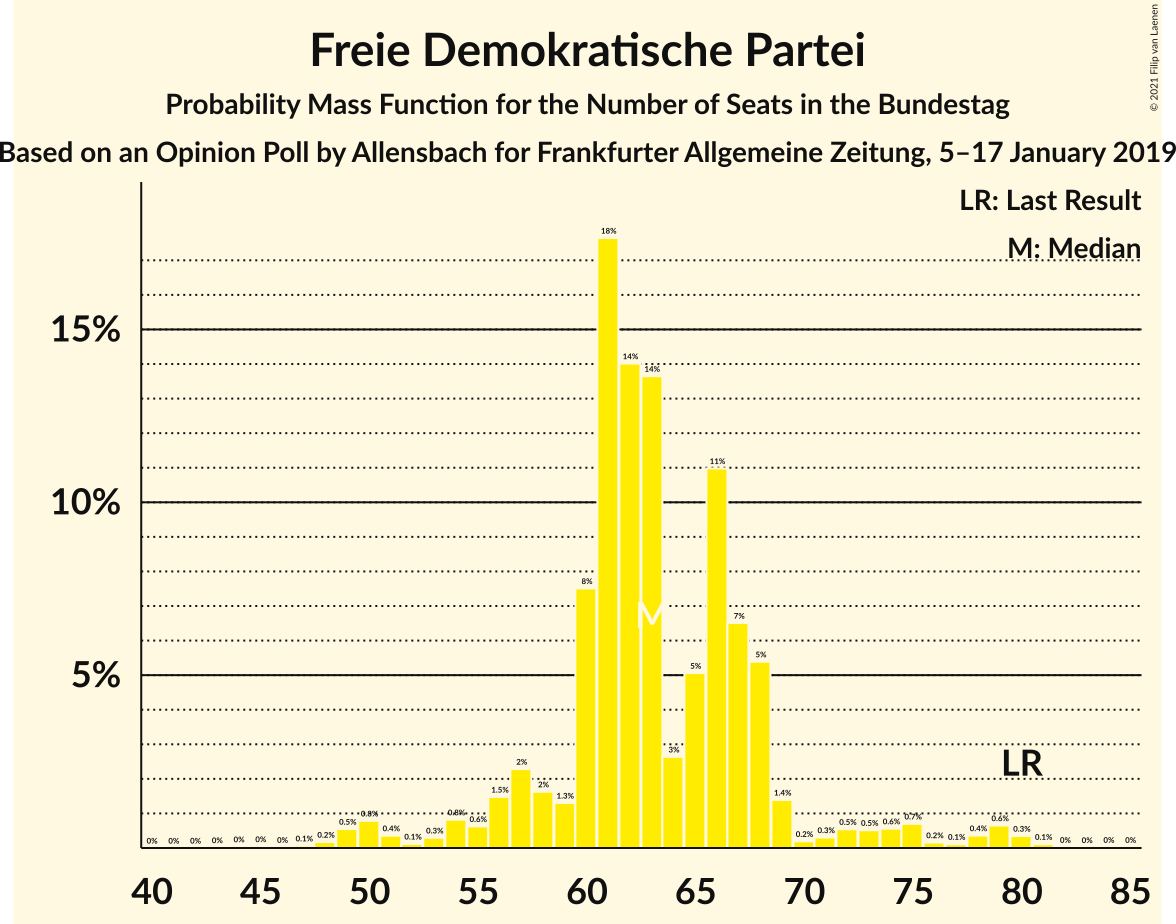 Freie Demokratische Partei
Probability Mass Function for the Number of Seats in the Bundestag
Based on an Opinion Poll by Allensbach for Frankfurter Allgemeine Zeitung, 5–17 January 2019
© 2021 Filip van Laenen
LR: Last Result
M: Median
15%
10%
5%
0% 0% 0% 0% 0% 0% 0% 0.1% 0.2% 0.5% 0.8% 0.4% 0.1% 0.3% 0.8% 0.6% 1.5% 2% 2% 1.3% 8% 18% 14% 14% 3% 5% 11% 7% 5% 1.4% 0.2% 0.3% 0.5% 0.5% 0.6% 0.7% 0.2% 0.1% 0.4% 0.6% 0.3% 0.1% 0% 0% 0% 0%
M
LR
40 45 50 55 60 65 70 75 80 85